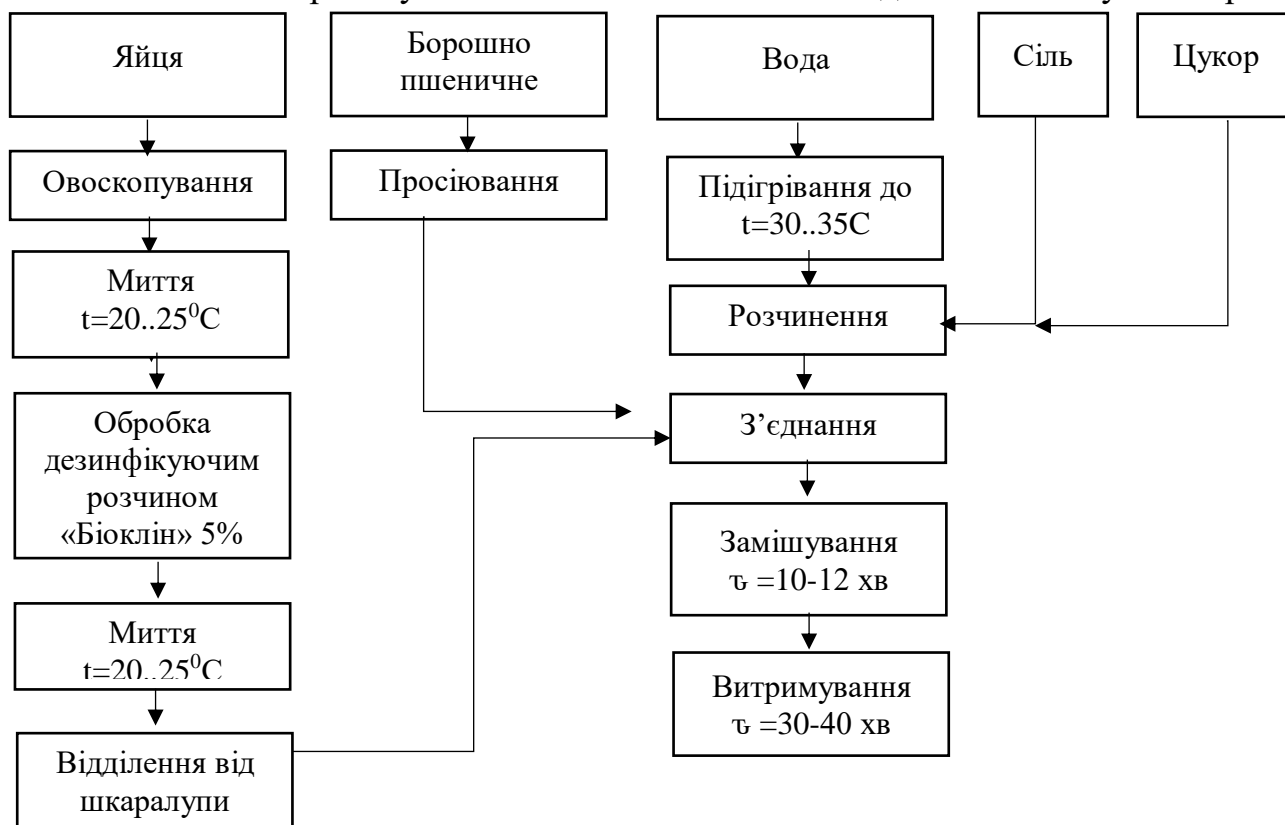 Яйця
Борошно
пшеничне
Вода
Сіль
Цукор
Овоскопування
Просіювання
Підігрівання до
t=30..35С
Миття
t=20..25⁰С
Розчинення
Обробка
дезинфікуючим
розчином
«Біоклін» 5%
З’єднання
Замішування
=10-12 хв
Миття
t=20..25⁰С
Витримування
=30-40 хв
Відділення від
шкаралупи